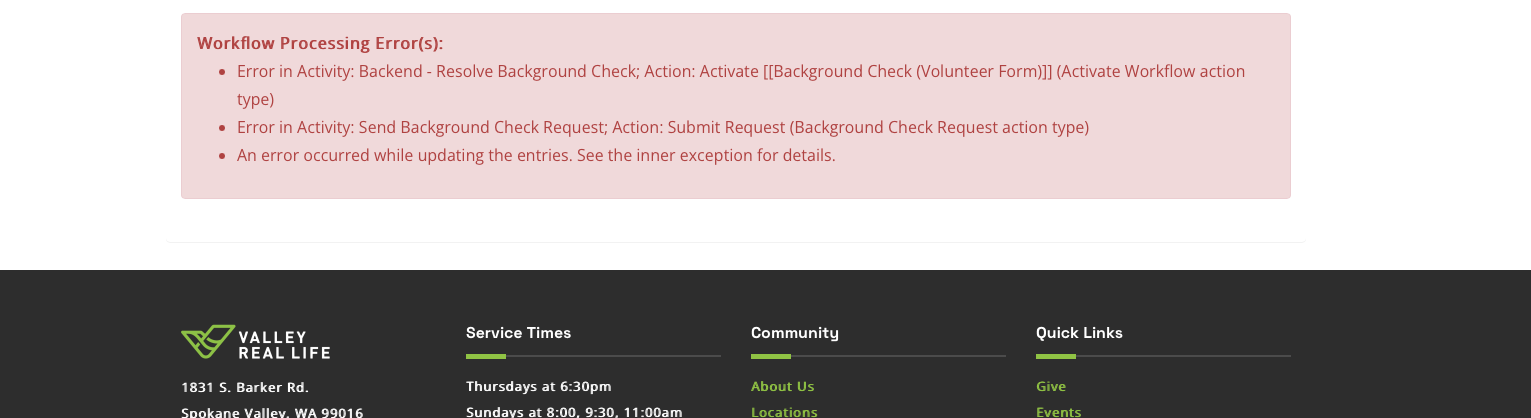 Workflow Processing Error(s):
• Error in Activity: Backend - Resolve Background Check; Action: Activate [[Background Check (Volunteer Form)]] (Activate Workflow action
type)
• Error in Activity: Send Background Check Request; Action: Submit Request (Background Check Request action type)
• An error occurred while updating the entries. See the inner exception for details.
VALLEY
REAL LIFE
1831 S. Barker Rd.
Spokane Valley, WA 99016
Service Times
Thursdays at 6:30pm
Sundays at 8:00, 9:30, 11:00am
Community
About Us
Locations
Quick Links
Give
Events